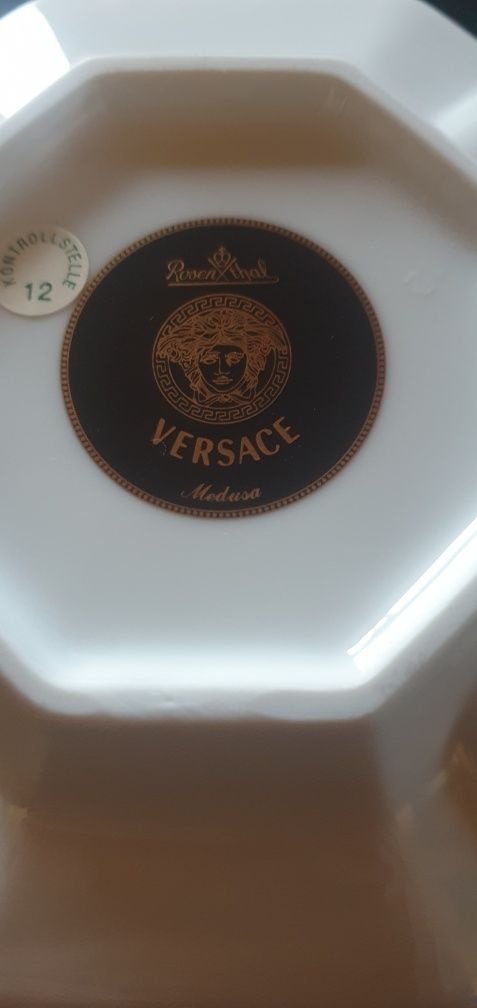 KONTROLLSTELLE
12
Rosenthal
VERSACE
Medusa